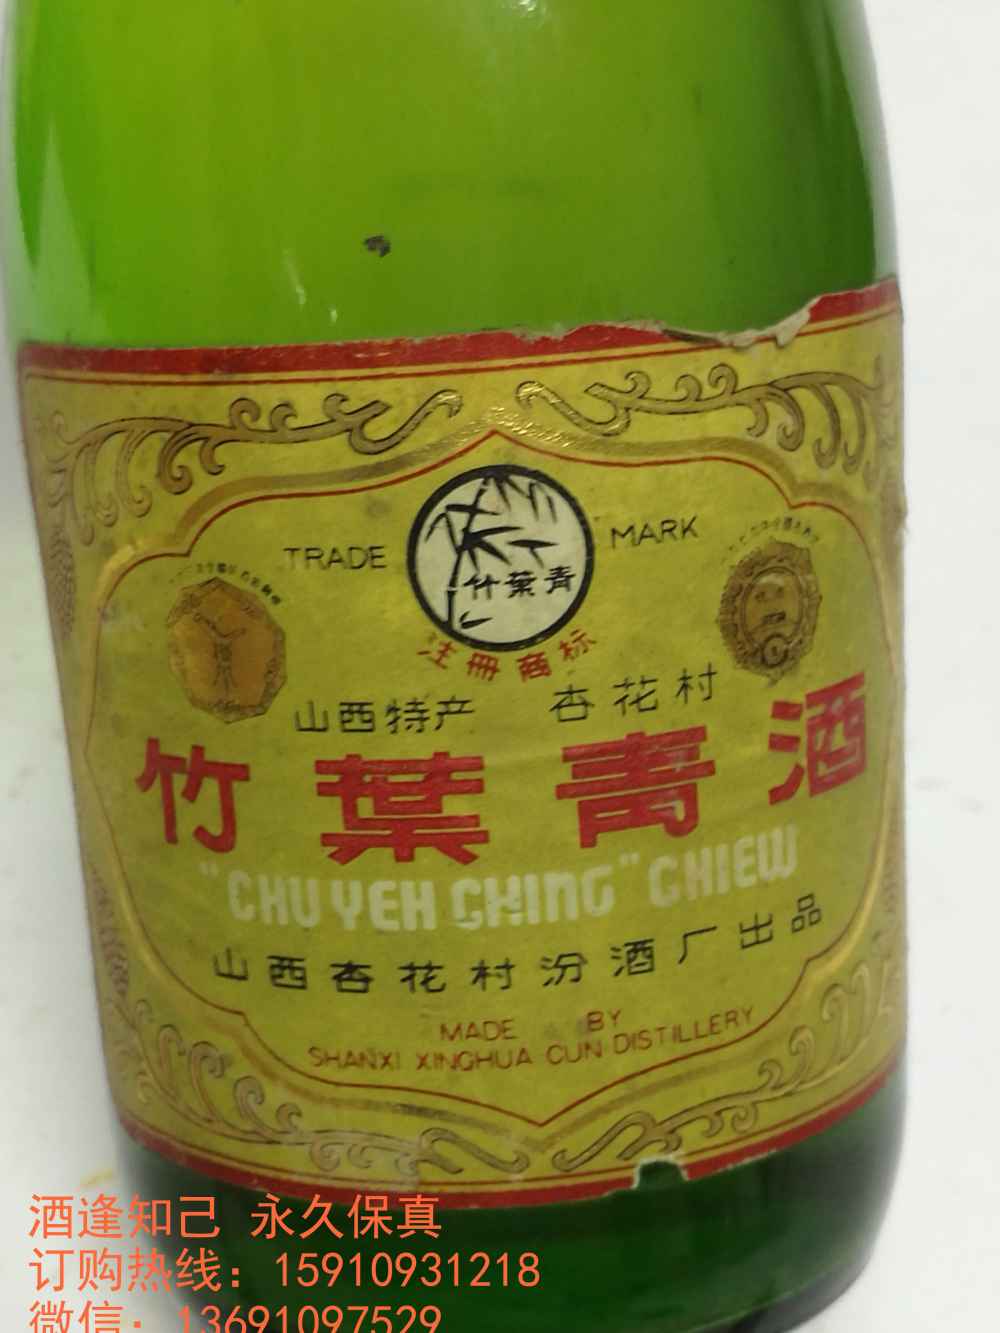 TRADE MARK
竹葉青
注冊商标
山西特产 杏花村
竹葉青酒
"CHU YEH CHING" CHIEW
山西杏花村汾酒厂出品
MADE BY
SHANXI XINGHUA CUN DISTILLERY
酒逢知己 永久保真
订购热线：15910931218
微信：13691097529